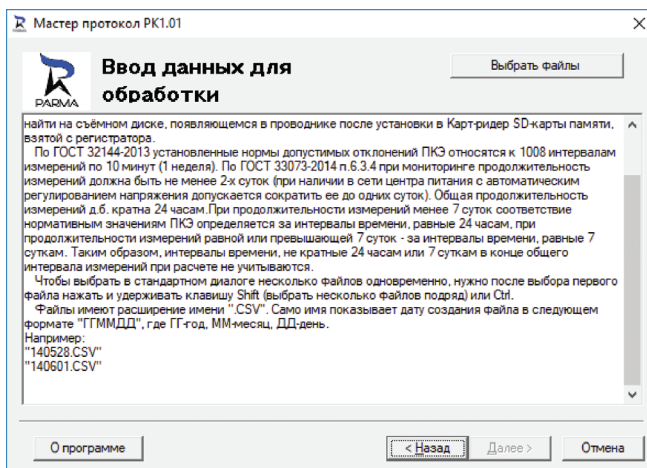 Мастер протокол РК1.01
PARMA
Ввод данных для
обработки
Выбрать файлы
найти на съёмном диске, появляющемся в проводнике после установки в Карт-ридер SD-карты памяти,
взятой с регистратора.
По ГОСТ 32144-2013 установленные нормы допустимых отклонений ПКЭ относятся к 1008 интервалам
измерений по 10 минут (1 неделя). По ГОСТ 33073-2014 п.6.3.4 при мониторинге продолжительность
измерений должна быть не менее 2-х суток (при наличии в сети центра питания с автоматическим
регулированием напряжения допускается сократить ее до одних суток). Общая продолжительность
измерений д.б. кратна 24 часам.При продолжительности измерений менее 7 суток соответствие
нормативным значениям ПКЭ определяется за интервалы времени, равные 24 часам, при
продолжительности измерений равной или превышающей 7 суток - за интервалы времени, равные 7
суткам. Таким образом, интервалы времени, не кратные 24 часам или 7 суткам в конце общего
интервала измерений при расчете не учитываются.
Чтобы выбрать в стандартном диалоге несколько файлов одновременно, нужно после выбора первого
файла нажать и удерживать клавишу Shift (выбрать несколько файлов подряд) или Ctrl.
Файлы имеют расширение имени ".CSV". Само имя показывает дату создания файла в следующем
формате "ГГММДД", где ГГ-год, ММ-месяц, ДД-день.
Например:
"140528.CSV"
"140601.CSV"
О программе
< Назад
Далее >
Отмена